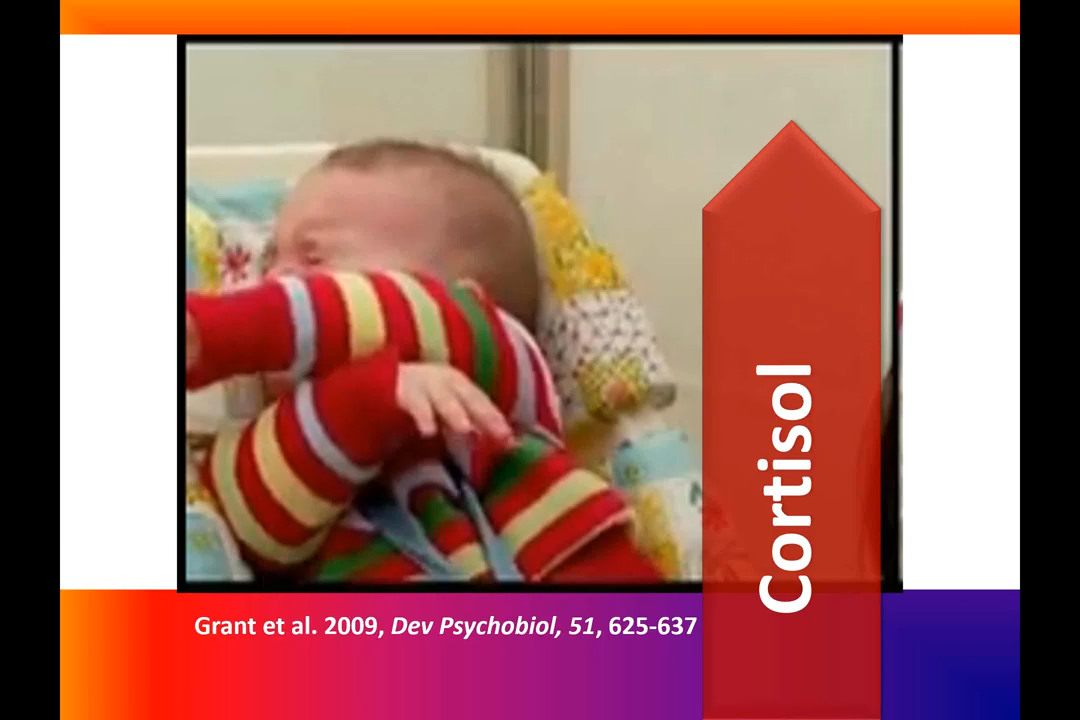 Cortisol
Grant et al. 2009, Dev Psychobiol, 51, 625-637